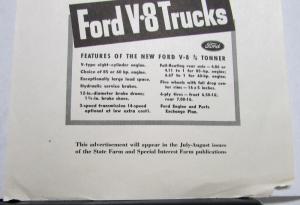 Ford V·8 Trucks
Ford
FEATURES OF THE NEW FORD V-8 ¾ TONNER
V-type eight-cylinder engine.
Choice of 85 or 60 hp. engines.
Exceptionally large load space.
Hydraulic service brakes.
12-in.-diameter brake drums;
1¾-in. brake shoes.
3-speed transmission (4-speed
optional at low extra cost).
Full-floating rear axle — 4.86 or
4.11 to 1 for 85-hp. engine;
4.67 to 1 for 60-hp. engine.
Five wheels with full drop center
rims — 16 x 5 inches.
6-ply tires — front 6.50-16,
rear 7.00-16.
Ford Engine and Parts
Exchange Plan.
This advertisement will appear in the July-August issues
of the State Farm and Special Interest Farm publications